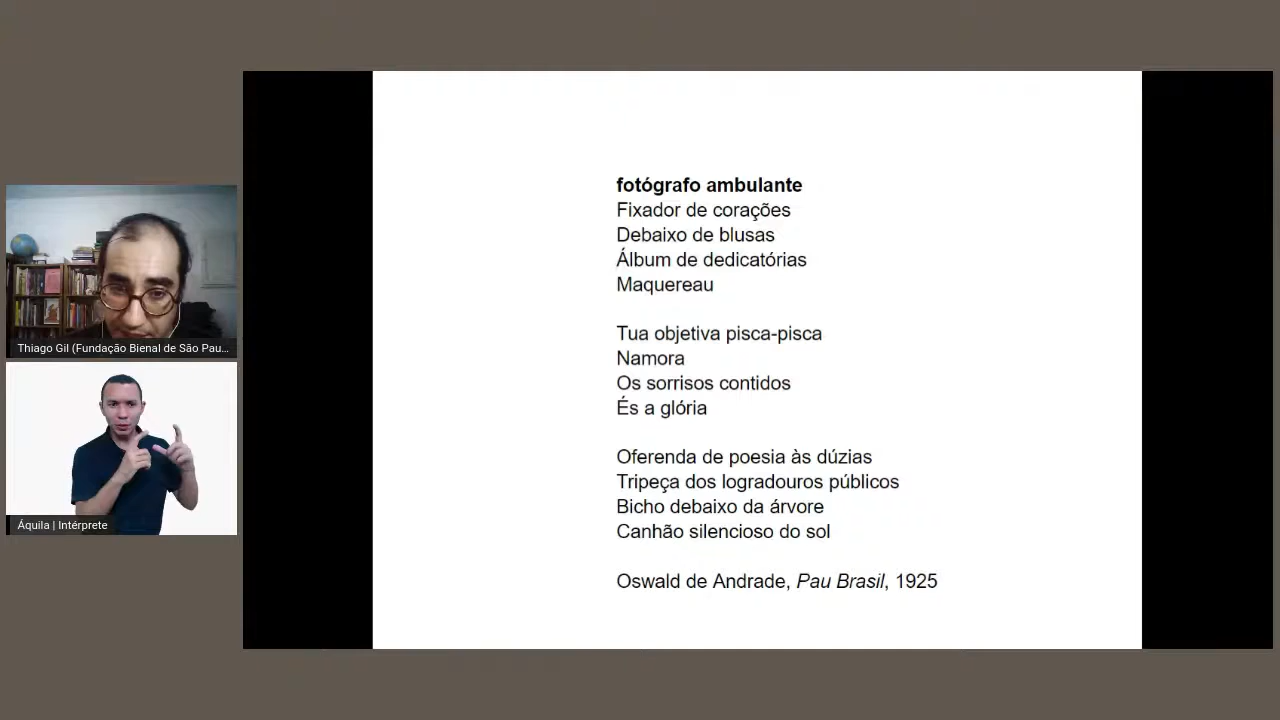 fotógrafo ambulante
Fixador de corações
Debaixo de blusas
Álbum de dedicatórias
Maquereau
Tua objetiva pisca-pisca
Namora
Os sorrisos contidos
És a glória
Oferenda de poesia às dúzias
Tripeça dos logradouros públicos
Bicho debaixo da árvore
Canhão silencioso do sol
Oswald de Andrade, Pau Brasil, 1925
Thiago Gil (Fundação Bienal de São Pau...
Áquila | Intérprete